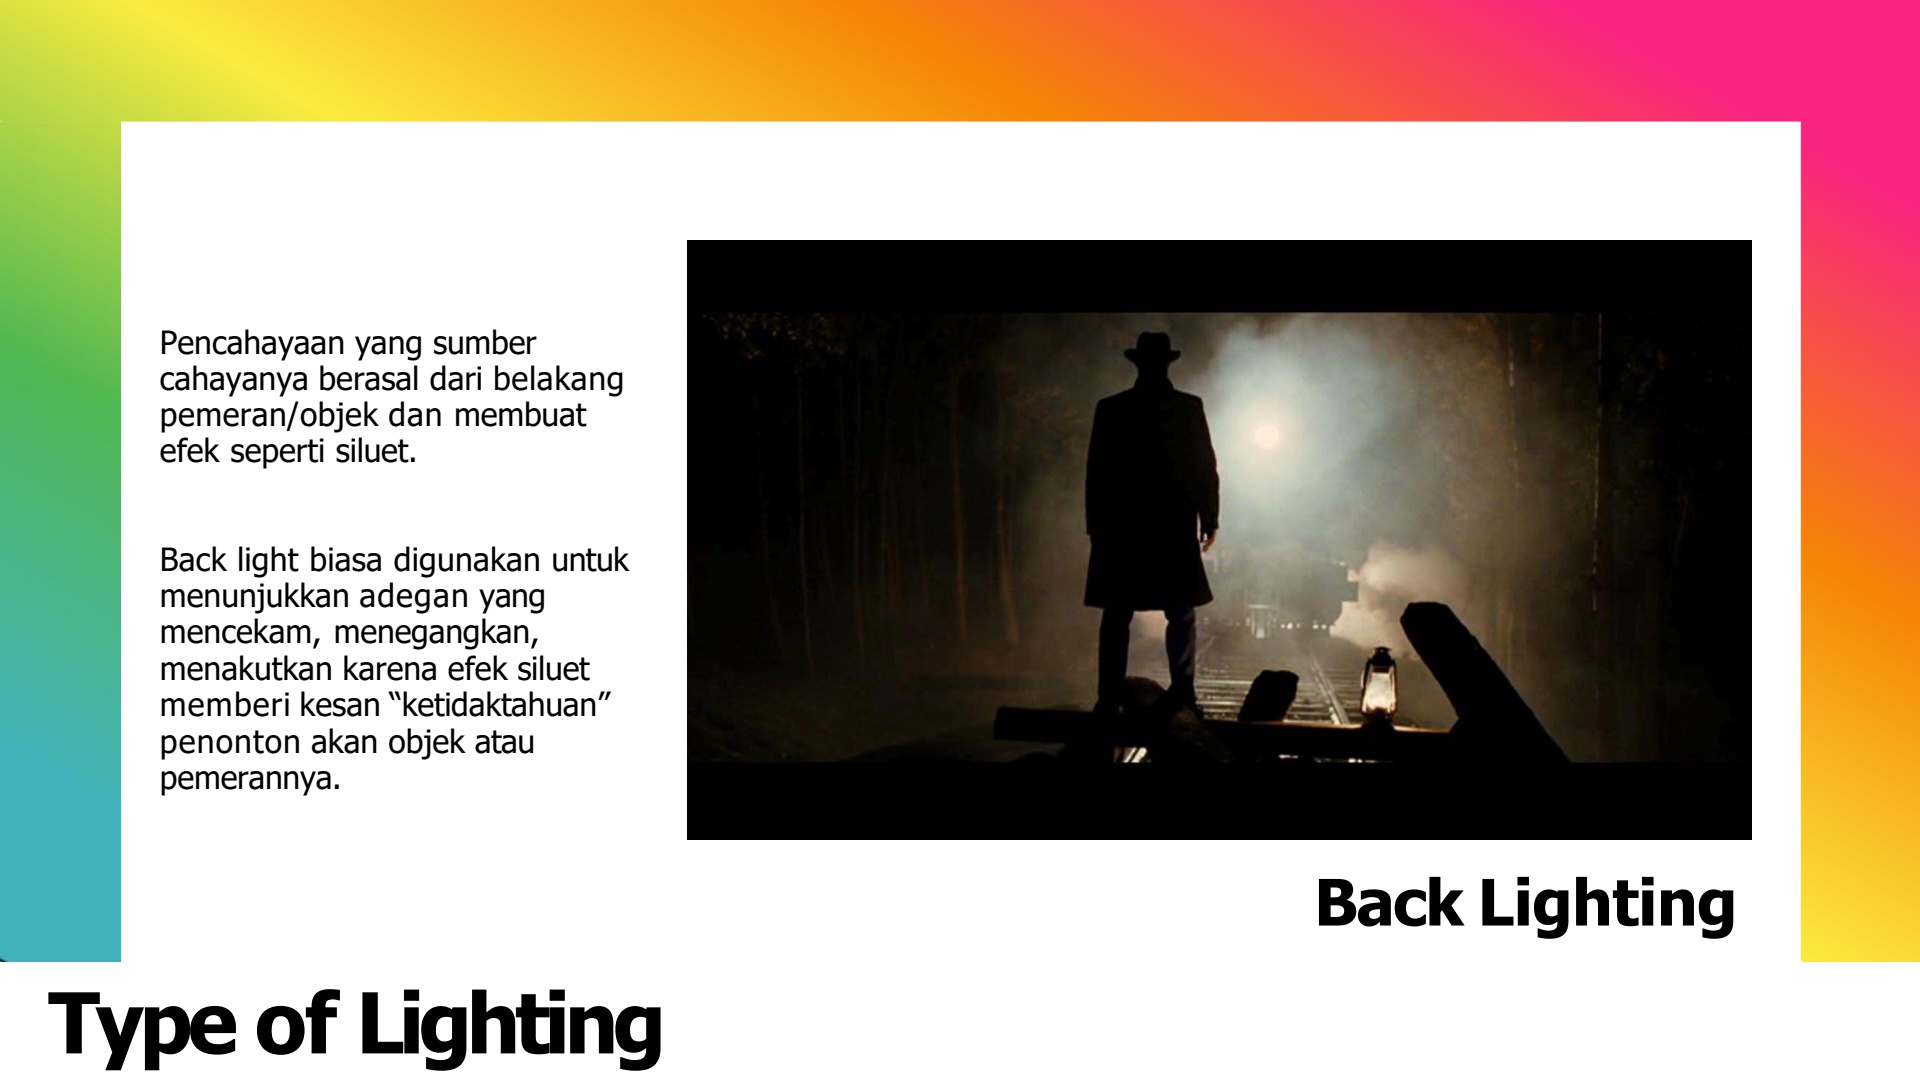 Pencahayaan yang sumber
cahayanya berasal dari belakang
pemeran/objek dan membuat
efek seperti siluet.
Back light biasa digunakan untuk
menunjukkan adegan yang
mencekam, menegangkan,
menakutkan karena efek siluet
memberi kesan “ketidaktahuan”
penonton akan objek atau
pemerannya.
Back Lighting
Type of Lighting